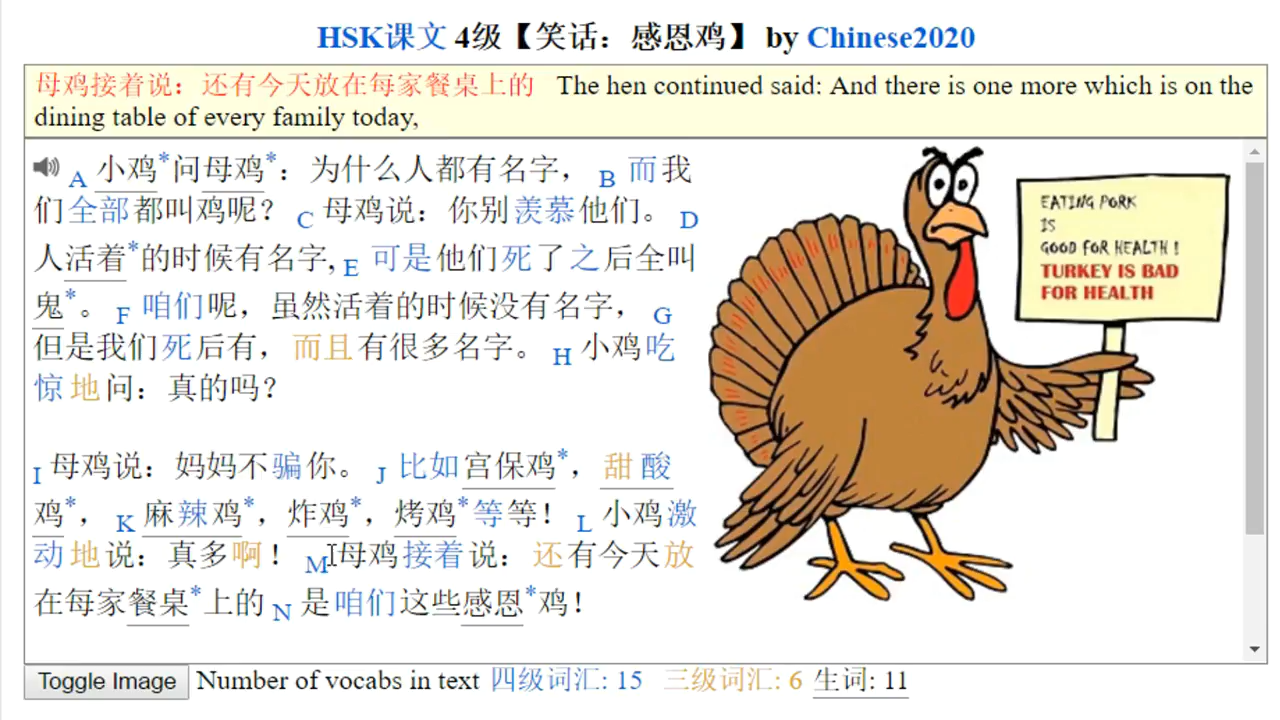 HSK课文 4级【笑话：感恩鸡】 by Chinese2020
母鸡接着说：还有今天放在每家餐桌上的 The hen continued said: And there is one more which is on the
dining table of every family today,
A 小鸡*问母鸡*：为什么人都有名字， B 而我
们全部都叫鸡呢？ C 母鸡说：你别羡慕他们。 D
人活着*的时候有名字, E 可是他们死了之后全叫
鬼*。 F 咱们呢，虽然活着的时候没有名字， G
但是我们死后有，而且有很多名字。 H 小鸡吃
惊地问：真的吗？
I 母鸡说：妈妈不骗你。 J 比如宫保鸡*，甜酸
鸡*， K 麻辣鸡*，炸鸡*，烤鸡*等等！ L 小鸡激
动地说：真多啊！ M 母鸡接着说：还有今天放
在每家餐桌*上的 N 是咱们这些感恩*鸡！
EATING PORK
IS
GOOD FOR HEALTH !
TURKEY IS BAD
FOR HEALTH
Toggle Image Number of vocabs in text 四级词汇: 15 三级词汇: 6 生词: 11